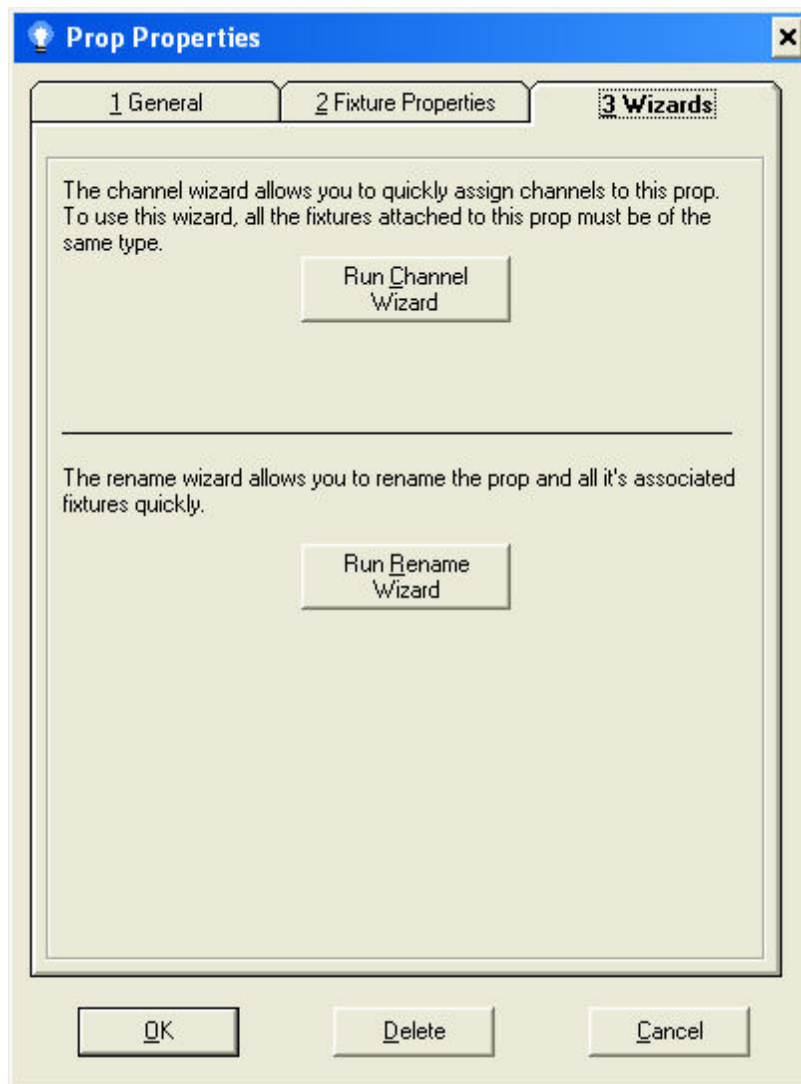 Prop Properties
1 General
2 Fixture Properties
3 Wizards
The channel wizard allows you to quickly assign channels to this prop.
To use this wizard, all the fixtures attached to this prop must be of the
same type.
Run Channel
Wizard
The rename wizard allows you to rename the prop and all it's associated
fixtures quickly.
Run Rename
Wizard
OK
Delete
Cancel